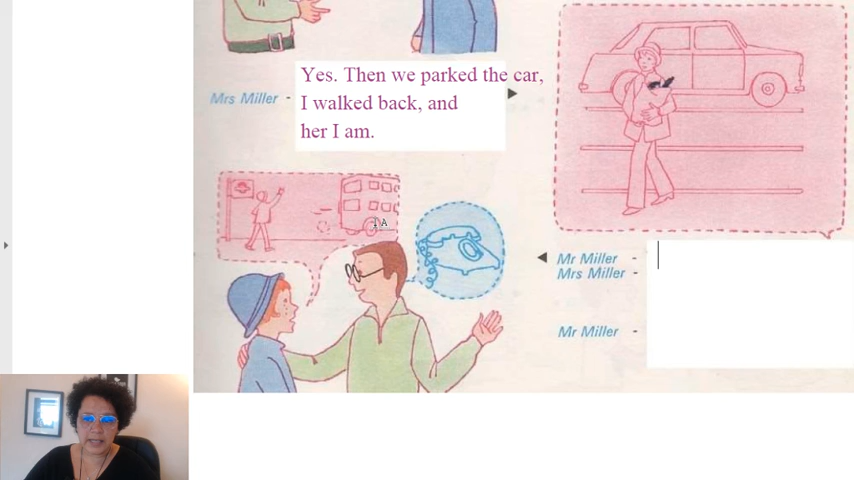 Mrs Miller -
Yes. Then we parked the car,
I walked back, and
her I am.
Mr Miller -
Mrs Miller -
Mr Miller -